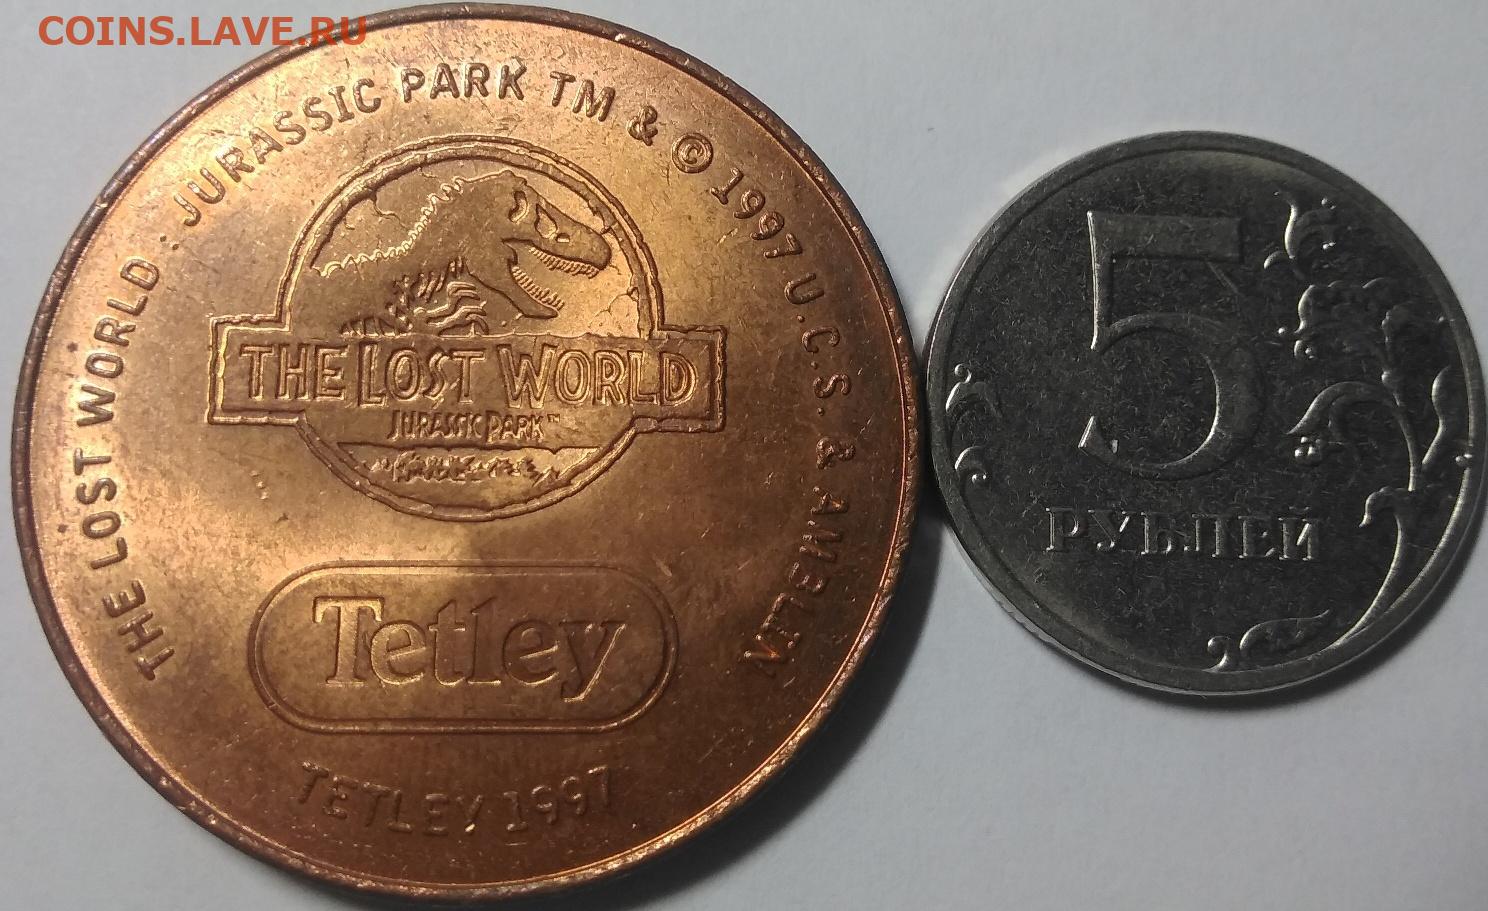 COINS.LAVE.RU
THE LOST WORLD : JURASSIC PARK TM & © 1997 U.C.S. & AMBLIN
THE LOST WORLD
JURASSIC PARK™
Tetley
TETLEY 1997
5
РУБЛЕЙ